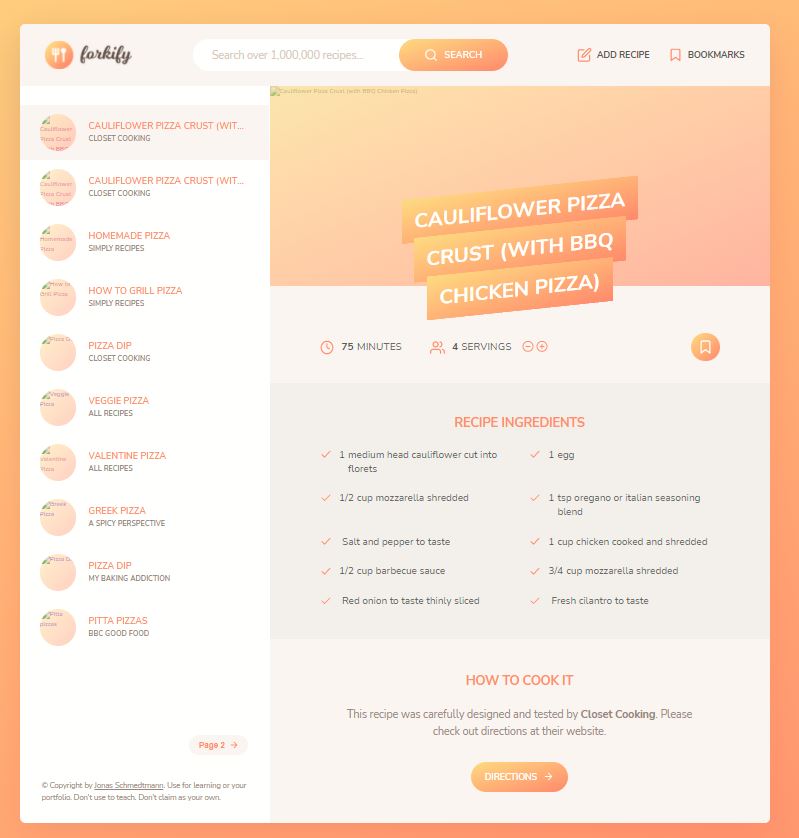 forkify
Search over 1,000,000 recipes...
SEARCH
ADD RECIPE
BOOKMARKS
Cauliflower
Pizza Crust
CAULIFLOWER PIZZA CRUST (WIT...
CLOSET COOKING
Cauliflower
Pizza Crust
CAULIFLOWER PIZZA CRUST (WIT...
CLOSET COOKING
Homemade
Pizza
HOMEMADE PIZZA
SIMPLY RECIPES
How to
Grill Pizza
HOW TO GRILL PIZZA
SIMPLY RECIPES
Pizza D
PIZZA DIP
CLOSET COOKING
Veggie
Pizza
VEGGIE PIZZA
ALL RECIPES
Valentine
Pizza
VALENTINE PIZZA
ALL RECIPES
Greek
Pizza
GREEK PIZZA
A SPICY PERSPECTIVE
Pizza D
PIZZA DIP
MY BAKING ADDICTION
Pitta
pizzas
PITTA PIZZAS
BBC GOOD FOOD
Page 2
© Copyright by Jonas Schmedtmann. Use for learning or your
portfolio. Don't use to teach. Don't claim as your own.
Cauliflower Pizza Crust (with BBQ Chicken Pizza)
CAULIFLOWER PIZZA
CRUST (WITH BBQ
CHICKEN PIZZA)
75 MINUTES
4 SERVINGS
RECIPE INGREDIENTS
1 medium head cauliflower cut into
florets
1 egg
1/2 cup mozzarella shredded
1 tsp oregano or italian seasoning
blend
Salt and pepper to taste
1 cup chicken cooked and shredded
1/2 cup barbecue sauce
3/4 cup mozzarella shredded
Red onion to taste thinly sliced
Fresh cilantro to taste
HOW TO COOK IT
This recipe was carefully designed and tested by Closet Cooking. Please
check out directions at their website.
DIRECTIONS